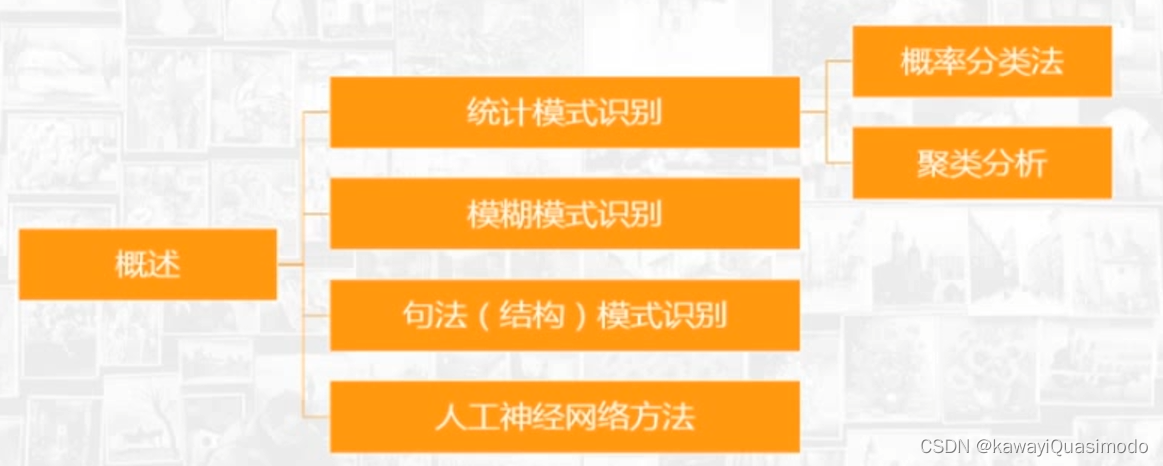 概述
统计模式识别
概率分类法
聚类分析
模糊模式识别
句法（结构）模式识别
人工神经网络方法
CSDN @kawayiQuasimodo